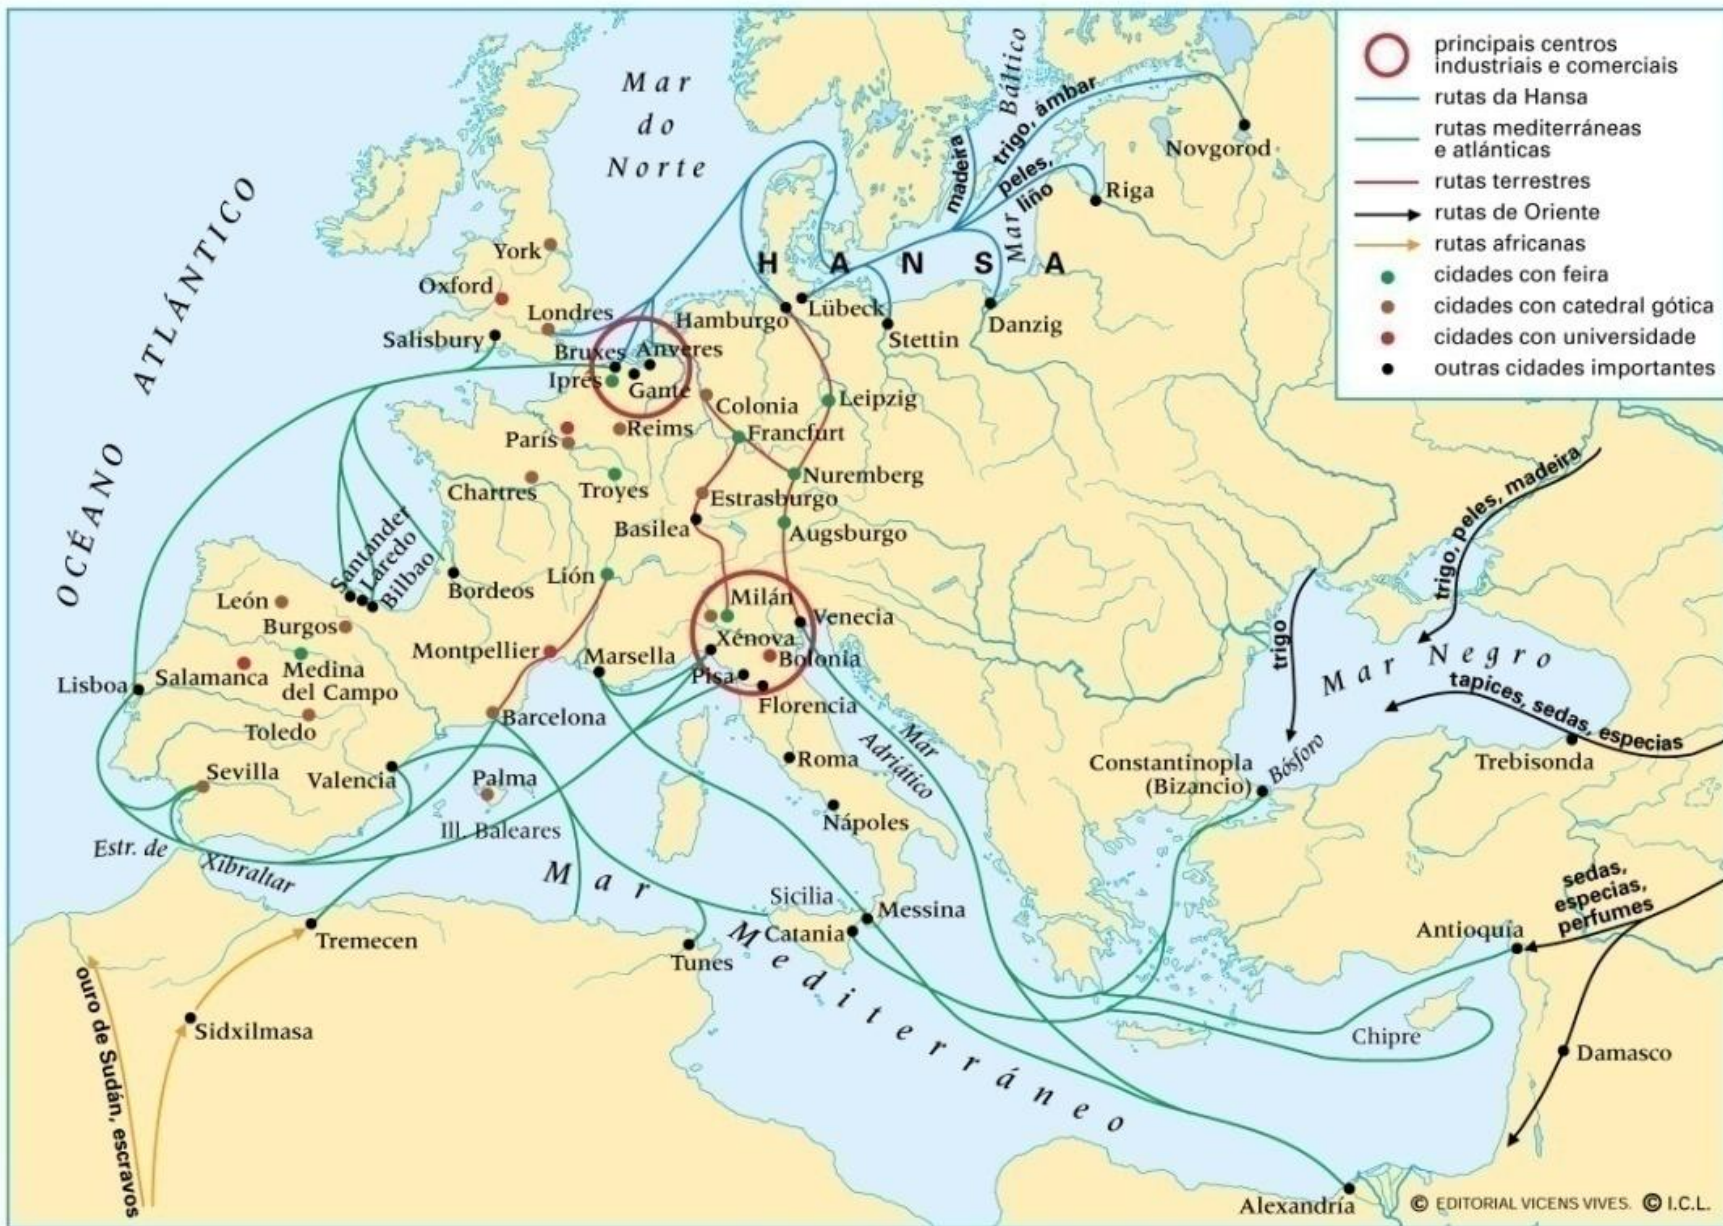 principais centros
industriais e comerciais
rutas da Hansa
rutas mediterráneas
e atlánticas
rutas terrestres
rutas de Oriente
rutas africanas
cidades con feira
cidades con catedral gótica
cidades con universidade
outras cidades importantes
Mar
do
Norte
Mar Báltico
OCÉANO ATLÁNTICO
trigo, ámbar
madeira
peles,
liño
Novgorod
Riga
HANSA
York
Oxford
Londres
Salisbury
Hamburgo
Lübeck
Stettin
Danzig
Bruxes
Anveres
Iprés
Gante
Colonia
Leipzig
París
Reims
Francfurt
Chartres
Troyes
Nuremberg
Estrasburgo
Basilea
Augsburgo
Santander
Laredo
Bilbao
Bordeos
Lión
León
Burgos
Milán
Venecia
Xénova
Bolonia
Pisa
Florencia
Montpellier
Marsella
Salamanca
Medina
del Campo
Lisboa
Toledo
Barcelona
Sevilla
Valencia
Palma
Ill. Baleares
Roma
Nápoles
Mar
Adriático
trigo, peles, madeira
trigo
Mar Negro
tapices, sedas, especias
Trebisonda
Constantinopla
(Bizancio)
Bósforo
Estr. de
Xibraltar
Mar
Mediterráneo
Sicilia
Messina
Catania
Tremecen
Tunes
Sidxilmasa
ouro de Sudán, escravos
sedas,
especias,
perfumes
Antioquía
Chipre
Damasco
Alexandría
© EDITORIAL VICENS VIVES. © I.C.L.